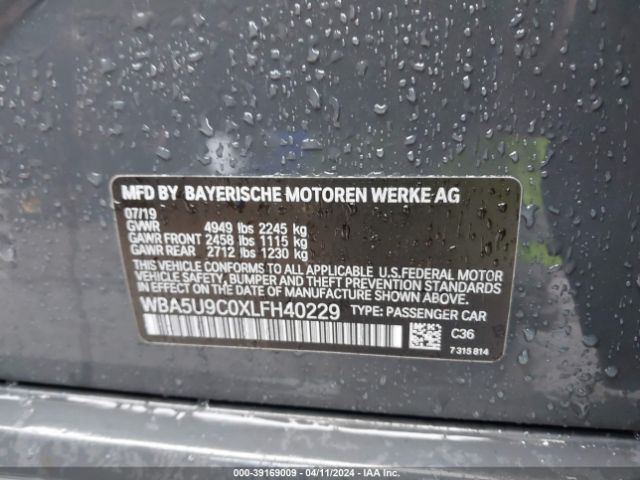 MFD BY BAYERISCHE MOTOREN WERKE AG
07/19
GVWR 4949 lbs 2245 kg
GAWR FRONT 2458 lbs 1115 kg
GAWR REAR 2712 lbs 1230 kg
THIS VEHICLE CONFORMS TO ALL APPLICABLE U.S.FEDERAL MOTOR
VEHICLE SAFETY, BUMPER, AND THEFT PREVENTION STANDARDS
IN EFFECT ON THE DATE OF MANUFACTURE SHOWN ABOVE.
WBA5U9C0XLFH40229 TYPE: PASSENGER CAR
C36
7315814
000-39169009 - 04/11/2024 - IAA Inc.